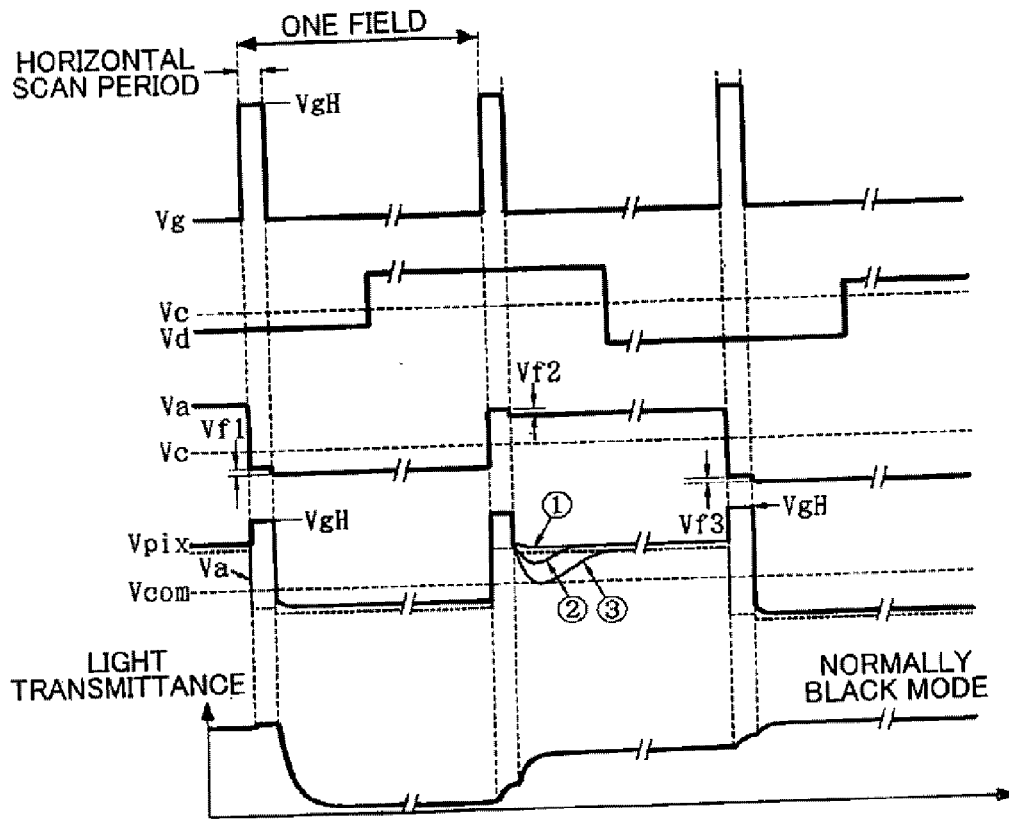 ONE FIELD
HORIZONTAL
SCAN PERIOD
VgH
Vg
Vc
Vd
Vf2
Va
Vf1
Vc
Vf3
VgH
VgH
①
Vpix
Va
Vcom
② ③
LIGHT
TRANSMITTANCE
NORMALLY
BLACK MODE